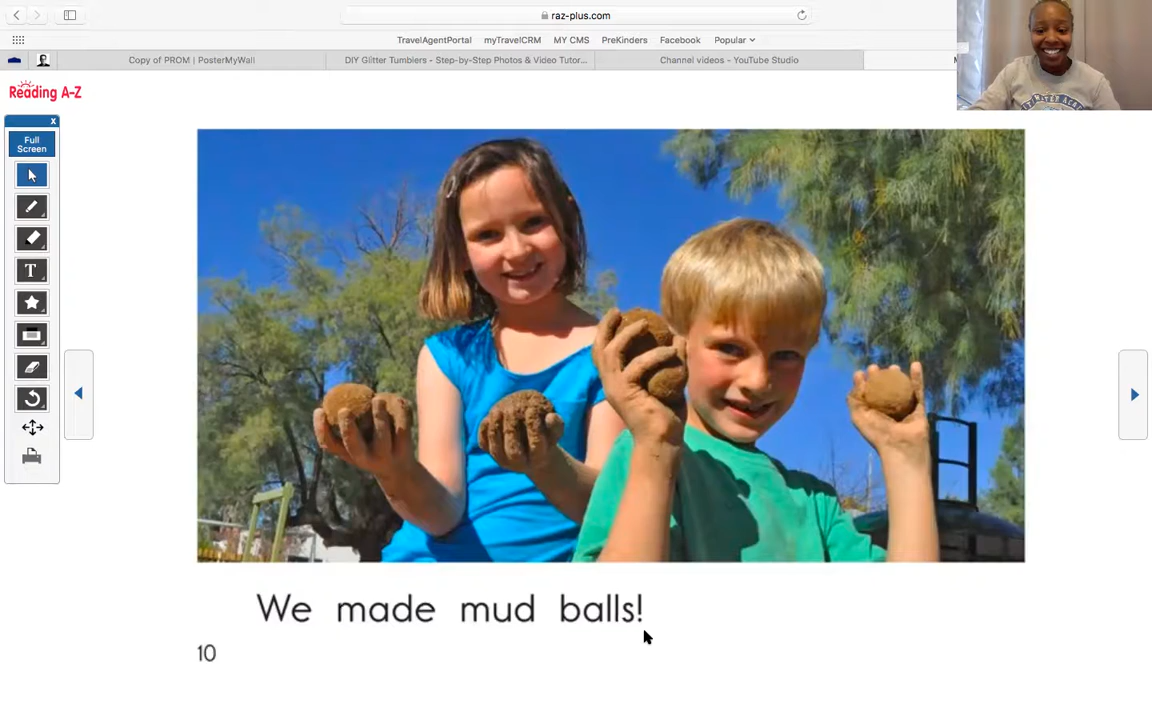 raz-plus.com
TravelAgentPortal myTravelCRM MY CMS PreKinders Facebook Popular
Copy of PROM | PosterMyWall DIY Glitter Tumblers - Step-by-Step Photos & Video Tutor... Channel videos - YouTube Studio
Reading A-Z
x
Full
Screen
T
We made mud balls!
10